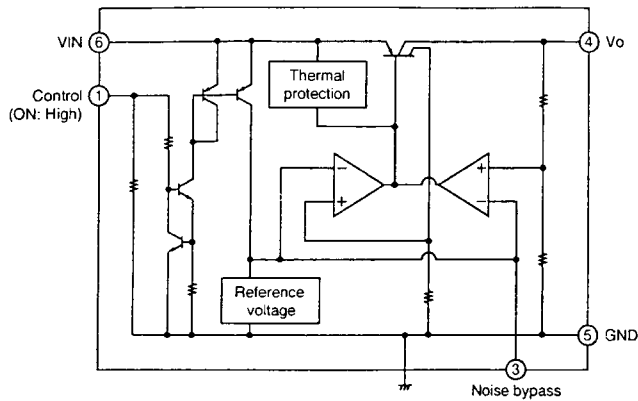 VIN 6
4 Vo
Control 1
(ON: High)
Thermal
protection
−
+
+
−
Reference
voltage
5 GND
3
Noise bypass